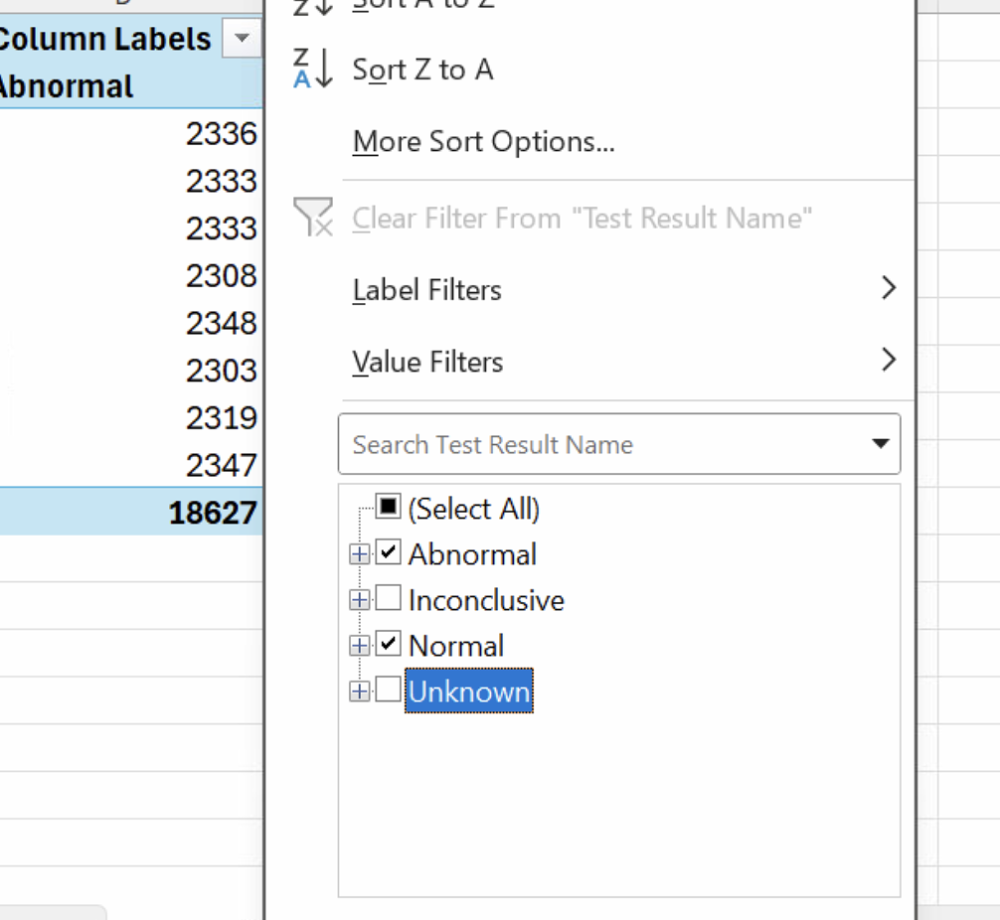 Sort A to Z
Column Labels
Abnormal
Sort Z to A
2336
More Sort Options...
2333
2333
Clear Filter From "Test Result Name"
2308
Label Filters
2348
2303
Value Filters
2319
Search Test Result Name
2347
18627
(Select All)
Abnormal
Inconclusive
Normal
Unknown